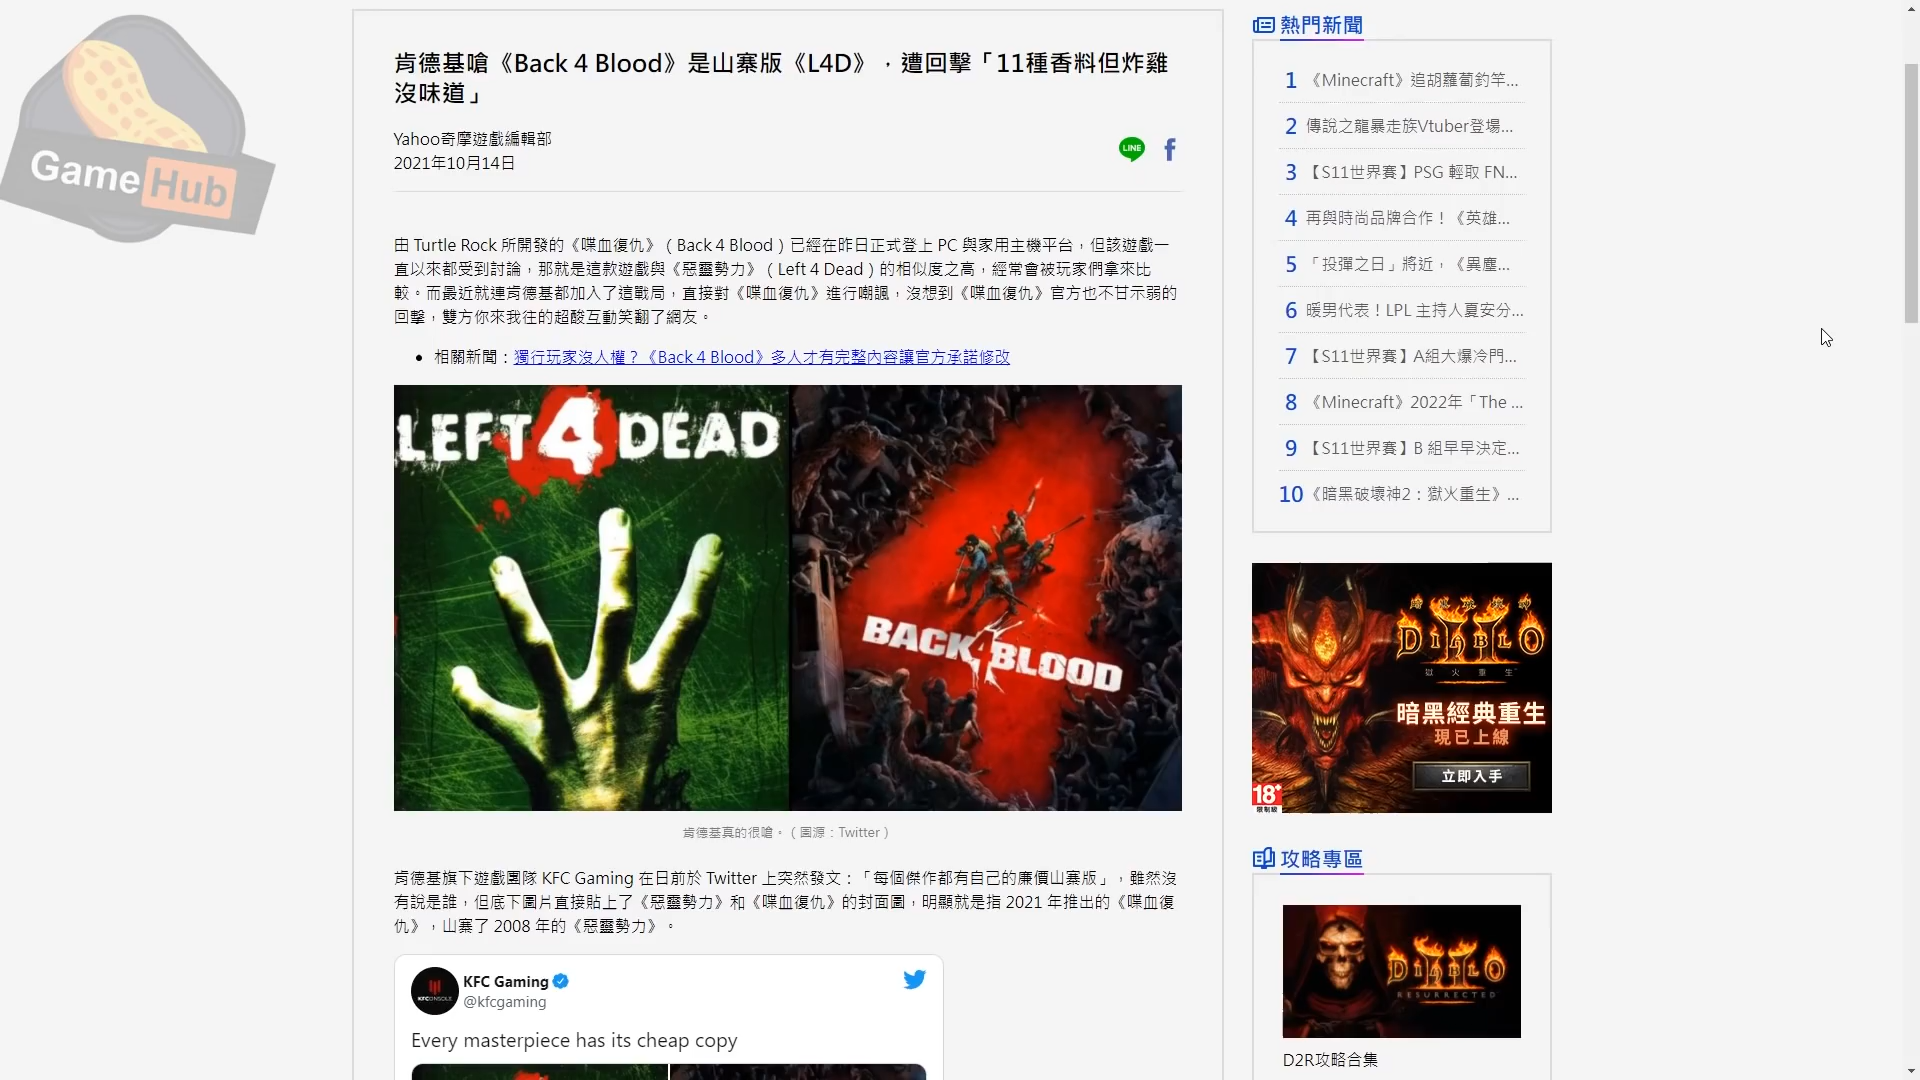 GameHub
肯德基嗆《Back 4 Blood》是山寨版《L4D》，遭回擊「11種香料但炸雞
沒味道」
Yahoo奇摩遊戲編輯部
2021年10月14日
LINE
由 Turtle Rock 所開發的《喋血復仇》（Back 4 Blood）已經在昨日正式登上 PC 與家用主機平台，但該遊戲一
直以來都受到討論，那就是這款遊戲與《惡靈勢力》（Left 4 Dead）的相似度之高，經常會被玩家們拿來比
較。而最近就連肯德基都加入了這戰局，直接對《喋血復仇》進行嘲諷，沒想到《喋血復仇》官方也不甘示弱的
回擊，雙方你來我往的超酸互動笑翻了網友。
相關新聞：獨行玩家沒人權？《Back 4 Blood》多人才有完整內容讓官方承諾修改
LEFT 4 DEAD
BACK 4 BLOOD
肯德基真的很嗆。（圖源：Twitter）
肯德基旗下遊戲團隊 KFC Gaming 在日前於 Twitter 上突然發文：「每個傑作都有自己的廉價山寨版」，雖然沒
有說是誰，但底下圖片直接貼上了《惡靈勢力》和《喋血復仇》的封面圖，明顯就是指 2021 年推出的《喋血復
仇》，山寨了 2008 年的《惡靈勢力》。
KFC Gaming
@kfcgaming
KFCONSOLE
Every masterpiece has its cheap copy
熱門新聞
1 《Minecraft》追胡蘿蔔釣竿...
2 傳說之龍暴走族Vtuber登場...
3 【S11世界賽】PSG 輕取 FN...
4 再與時尚品牌合作！《英雄...
5 「投彈之日」將近，《異塵...
6 暖男代表！LPL 主持人夏安分...
7 【S11世界賽】A組大爆冷門...
8 《Minecraft》2022年「The ...
9 【S11世界賽】B 組早早決定...
10 《暗黑破壞神2：獄火重生》...
暗黑破壞神
DIABLO II
獄火重生
暗黑經典重生
現已上線
立即入手
18+
限制級
攻略專區
DIABLO II
RESURRECTED
D2R攻略合集